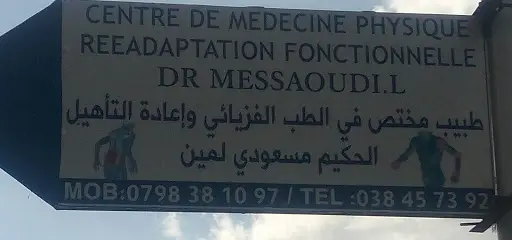 CENTRE DE MEDECINE PHYSIQUE
REEADAPTATION FONCTIONNELLE
DR MESSAOUDI.L
طبيب مختص في الطب الفزيائي وإعادة التأهيل
الحكيم مسعودي لمين
MOB:0798 38 10 97 / TEL :038 45 73 92